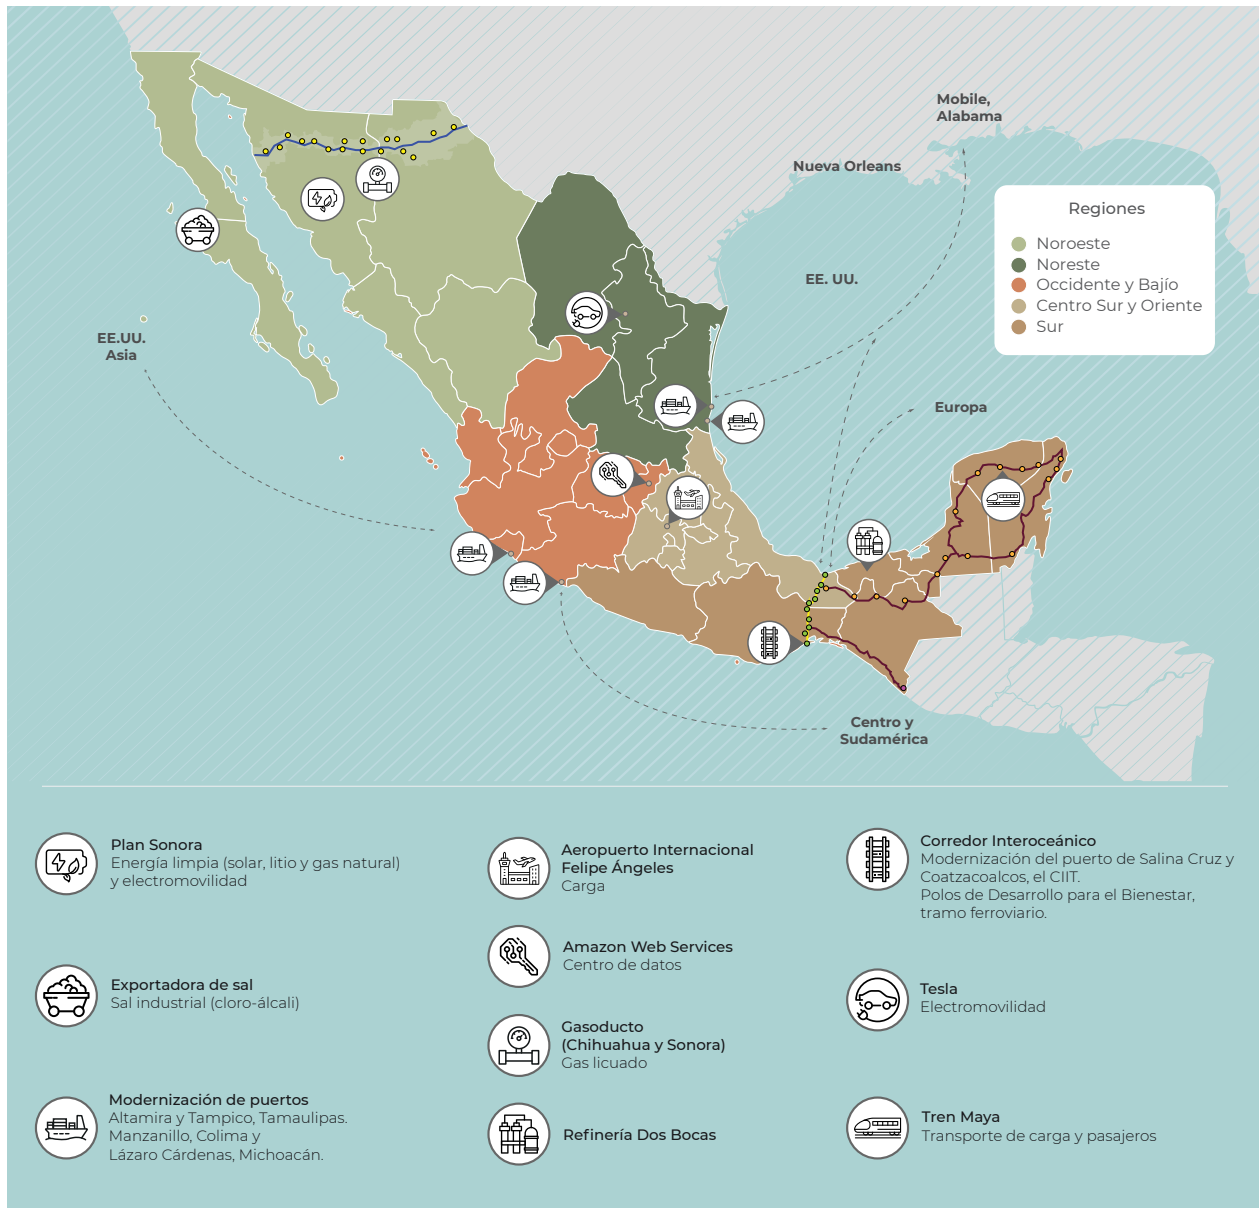 Mobile,
Alabama
Nueva Orleans
Regiones
Noroeste
Noreste
Occidente y Bajío
Centro Sur y Oriente
Sur
EE. UU.
EE.UU.
Asia
Europa
Centro y
Sudamérica
Plan Sonora
Energía limpia (solar, litio y gas natural)
y electromovilidad
Exportadora de sal
Sal industrial (cloro-álcali)
Modernización de puertos
Altamira y Tampico, Tamaulipas.
Manzanillo, Colima y
Lázaro Cárdenas, Michoacán.
Aeropuerto Internacional
Felipe Ángeles
Carga
Amazon Web Services
Centro de datos
Gasoducto
(Chihuahua y Sonora)
Gas licuado
Refinería Dos Bocas
Corredor Interoceánico
Modernización del puerto de Salina Cruz y
Coatzacoalcos, el CIIT.
Polos de Desarrollo para el Bienestar,
tramo ferroviario.
Tesla
Electromovilidad
Tren Maya
Transporte de carga y pasajeros